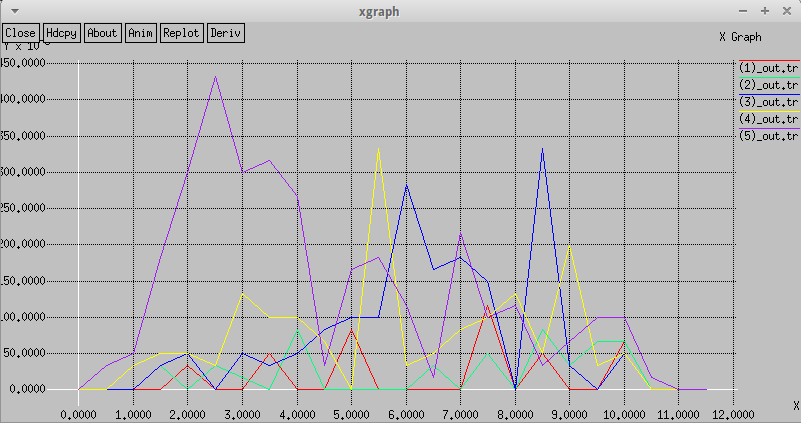 xgraph
Close Hdcpy About Anim Replot Deriv
Y x 10
X Graph
450.0000
400.0000
350.0000
300.0000
250.0000
200.0000
150.0000
100.0000
50.0000
0.0000
(1)_out.tr
(2)_out.tr
(3)_out.tr
(4)_out.tr
(5)_out.tr
X
0.0000 1.0000 2.0000 3.0000 4.0000 5.0000 6.0000 7.0000 8.0000 9.0000 10.0000 11.0000 12.0000